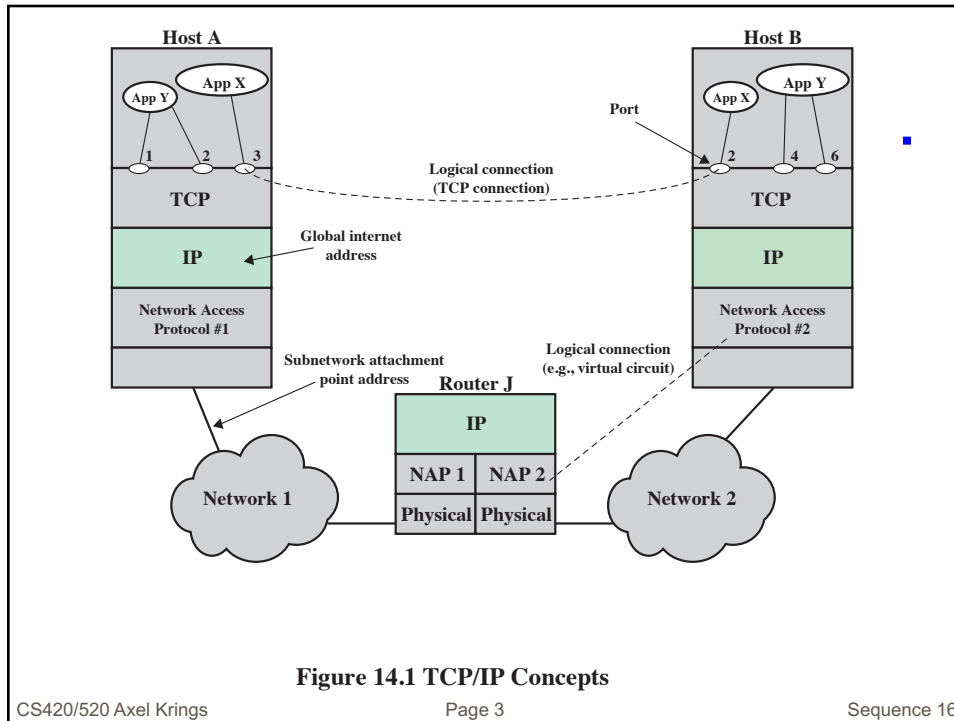 Host A
Host B
App X
App Y
App Y
App X
Port
1
2
3
2
4
6
Logical connection
(TCP connection)
TCP
TCP
Global internet
address
IP
IP
Network Access
Protocol #1
Network Access
Protocol #2
Logical connection
(e.g., virtual circuit)
Subnetwork attachment
point address
Router J
IP
NAP 1
NAP 2
Network 1
Network 2
Physical
Physical
Figure 14.1 TCP/IP Concepts
CS420/520 Axel Krings
Page 3
Sequence 16